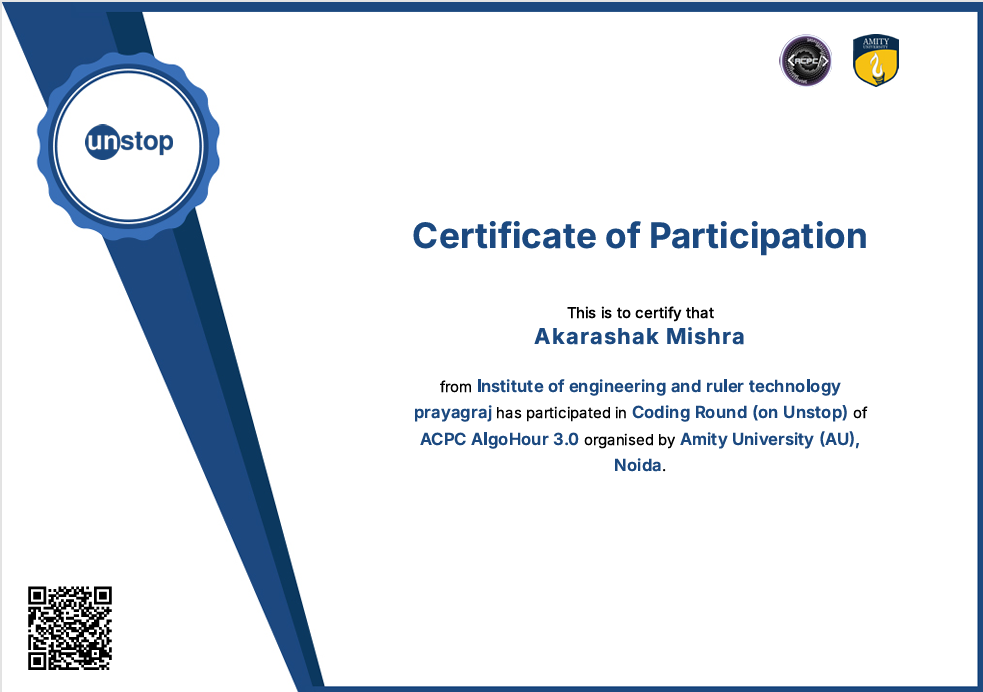 unstop
<ACPC/>
AMITY
UNIVERSITY
Certificate of Participation
This is to certify that
Akarashak Mishra
from Institute of engineering and ruler technology
prayagraj has participated in Coding Round (on Unstop) of
ACPC AlgoHour 3.0 organised by Amity University (AU),
Noida.